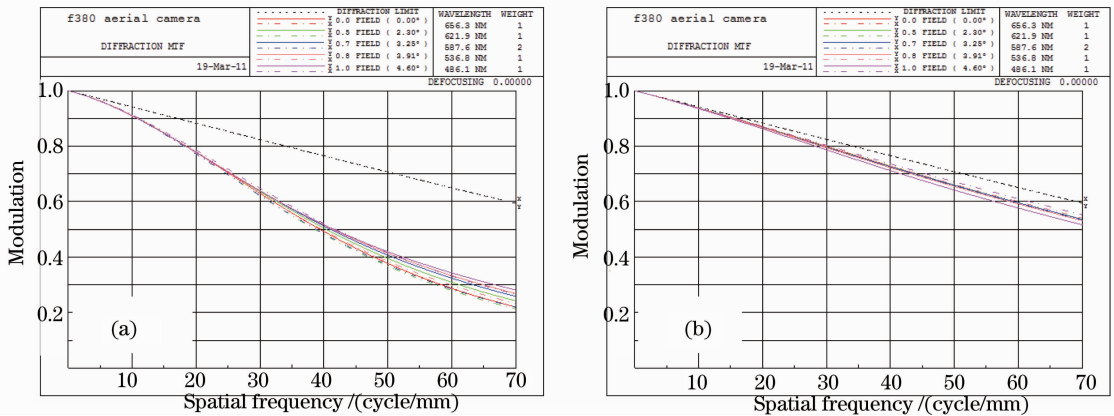 f380 aerial camera
DIFFRACTION MTF
19-Mar-11
DIFFRACTION LIMIT
Y
X
0.0 FIELD ( 0.00° )
0.5 FIELD ( 2.30° )
0.7 FIELD ( 3.25° )
0.8 FIELD ( 3.91° )
1.0 FIELD ( 4.60° )
WAVELENGTH WEIGHT
656.3 NM 1
621.9 NM 1
587.6 NM 2
536.8 NM 1
486.1 NM 1
DEFOCUSING 0.00000
1.0
0.8
0.6
0.4
0.2
Modulation
X
Y
(a)
10 20 30 40 50 60 70
Spatial frequency /(cycle/mm)
f380 aerial camera
DIFFRACTION MTF
19-Mar-11
DIFFRACTION LIMIT
Y
X
0.0 FIELD ( 0.00° )
0.5 FIELD ( 2.30° )
0.7 FIELD ( 3.25° )
0.8 FIELD ( 3.91° )
1.0 FIELD ( 4.60° )
WAVELENGTH WEIGHT
656.3 NM 1
621.9 NM 1
587.6 NM 2
536.8 NM 1
486.1 NM 1
DEFOCUSING 0.00000
1.0
0.8
0.6
0.4
0.2
Modulation
X
Y
(b)
10 20 30 40 50 60 70
Spatial frequency /(cycle/mm)